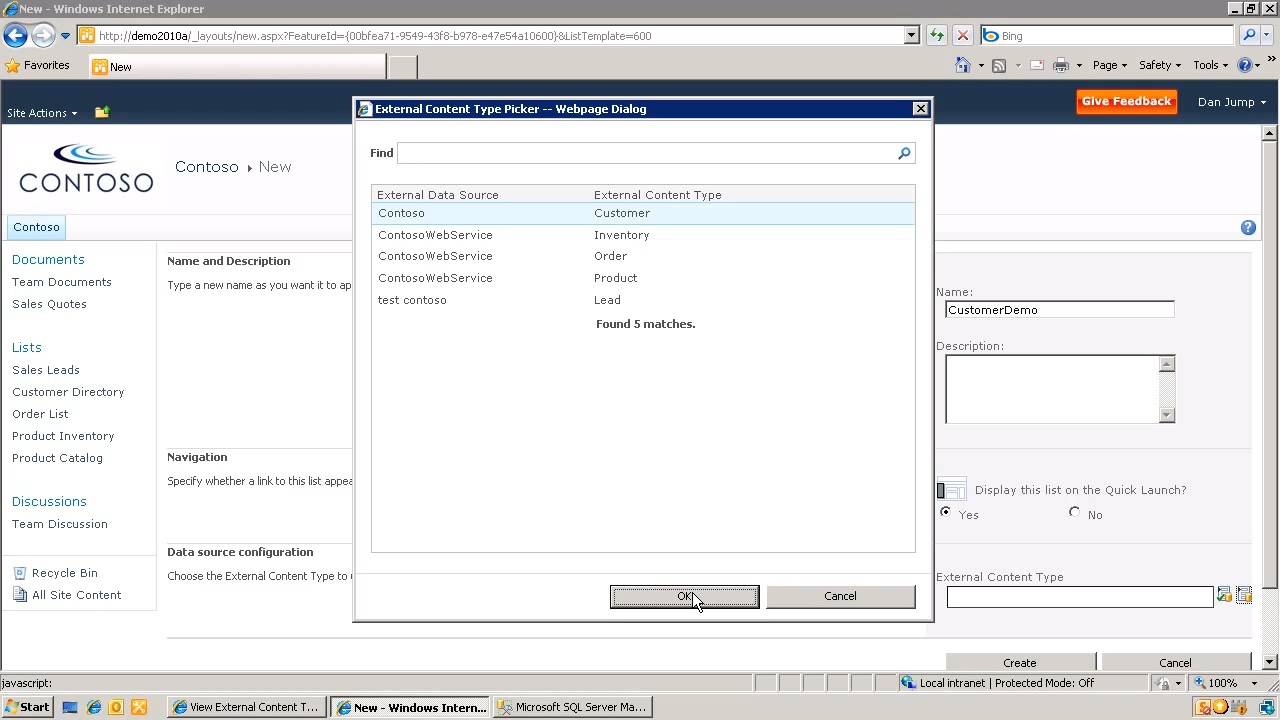 New - Windows Internet Explorer
http://demo2010a/_layouts/new.aspx?FeatureId={00bfea71-9549-43f8-b978-e47e54a10600}&ListTemplate=600
Bing
Favorites
New
Page
Safety
Tools
Site Actions
Give Feedback
Dan Jump
External Content Type Picker -- Webpage Dialog
CONTOSO
Contoso
New
Find
External Data Source External Content Type
Contoso Customer
ContosoWebService Inventory
ContosoWebService Order
ContosoWebService Product
test contoso Lead
Found 5 matches.
OK
Cancel
Contoso
Documents
Team Documents
Sales Quotes
Lists
Sales Leads
Customer Directory
Order List
Product Inventory
Product Catalog
Discussions
Team Discussion
Recycle Bin
All Site Content
Name and Description
Type a new name as you want it to ap
Navigation
Specify whether a link to this list appea
Data source configuration
Choose the External Content Type to
Name:
CustomerDemo
Description:
Display this list on the Quick Launch?
Yes
No
External Content Type
Create
Cancel
javascript:
Local intranet | Protected Mode: Off
100%
Start
View External Content T...
New - Windows Intern...
Microsoft SQL Server Ma...